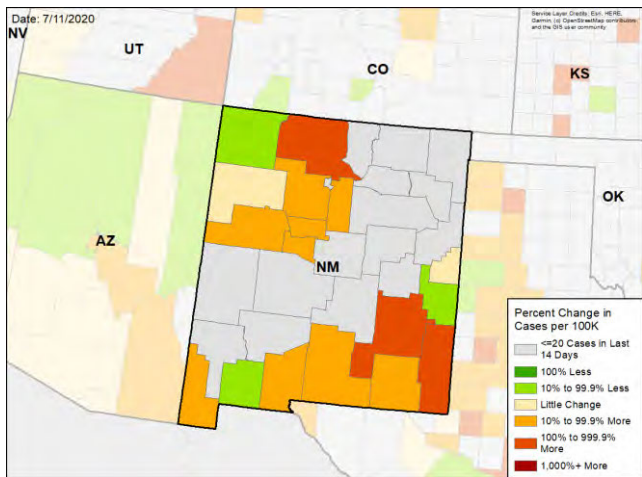 Date: 7/11/2020
Service Layer Credits: Esri, HERE,
Garmin, (c) OpenStreetMap contributors,
and the GIS user community
NV
UT
CO
KS
AZ
NM
OK
Percent Change in
Cases per 100K
<=20 Cases in Last
14 Days
100% Less
10% to 99.9% Less
Little Change
10% to 99.9% More
100% to 999.9%
More
1,000%+ More